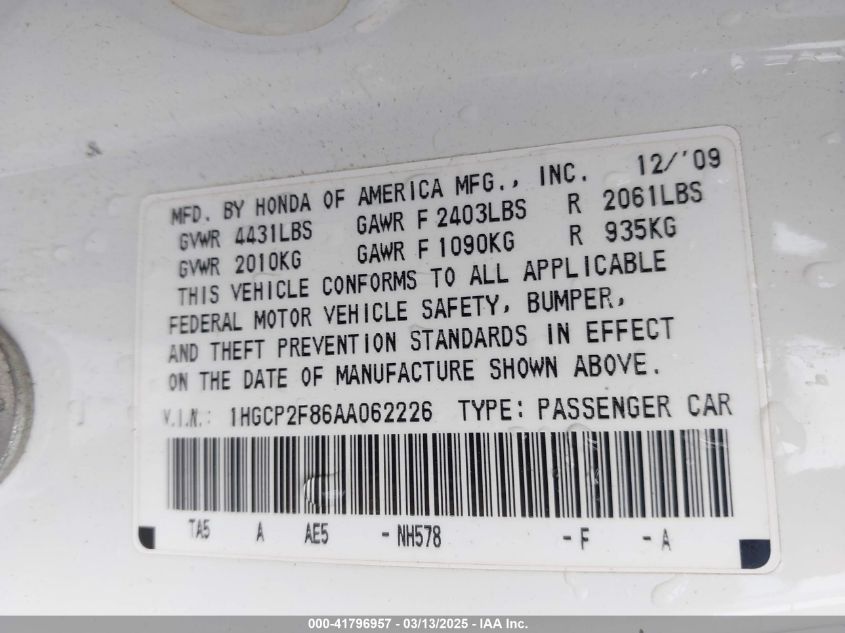 MFD. BY HONDA OF AMERICA MFG., INC. 12/'09
GVWR 4431LBS GAWR F 2403LBS R 2061LBS
GVWR 2010KG GAWR F 1090KG R 935KG
THIS VEHICLE CONFORMS TO ALL APPLICABLE
FEDERAL MOTOR VEHICLE SAFETY, BUMPER,
AND THEFT PREVENTION STANDARDS IN EFFECT
ON THE DATE OF MANUFACTURE SHOWN ABOVE.
V.I.N.: 1HGCP2F86AA062226 TYPE: PASSENGER CAR
TA5 A AE5 -NH578 -F -A
000-41796957 - 03/13/2025 - IAA Inc.